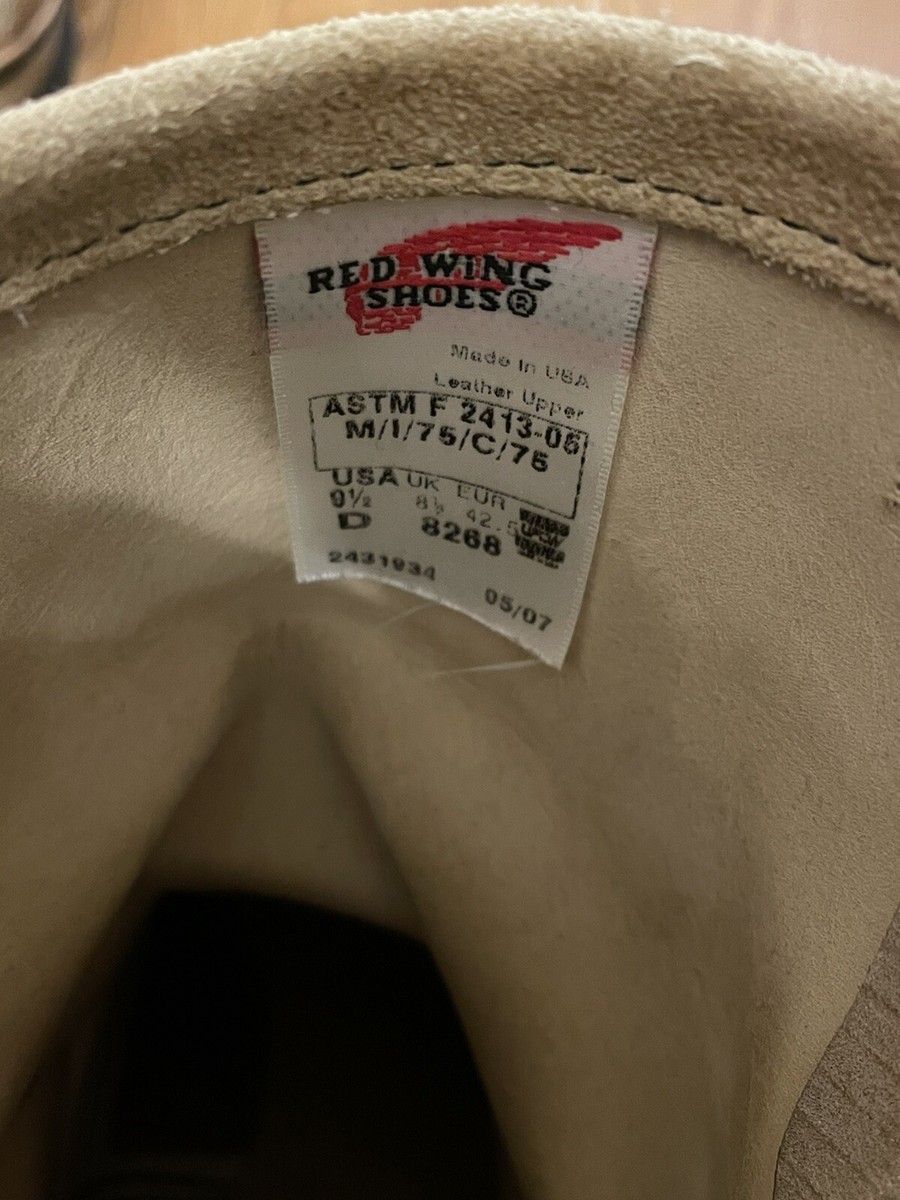 RED WING
SHOES®
Made in USA
Leather Upper
ASTM F 2413-05
M/I/75/C/75
USA UK EUR
9½ 8½ 42.5
D 8268
2431934
05/07